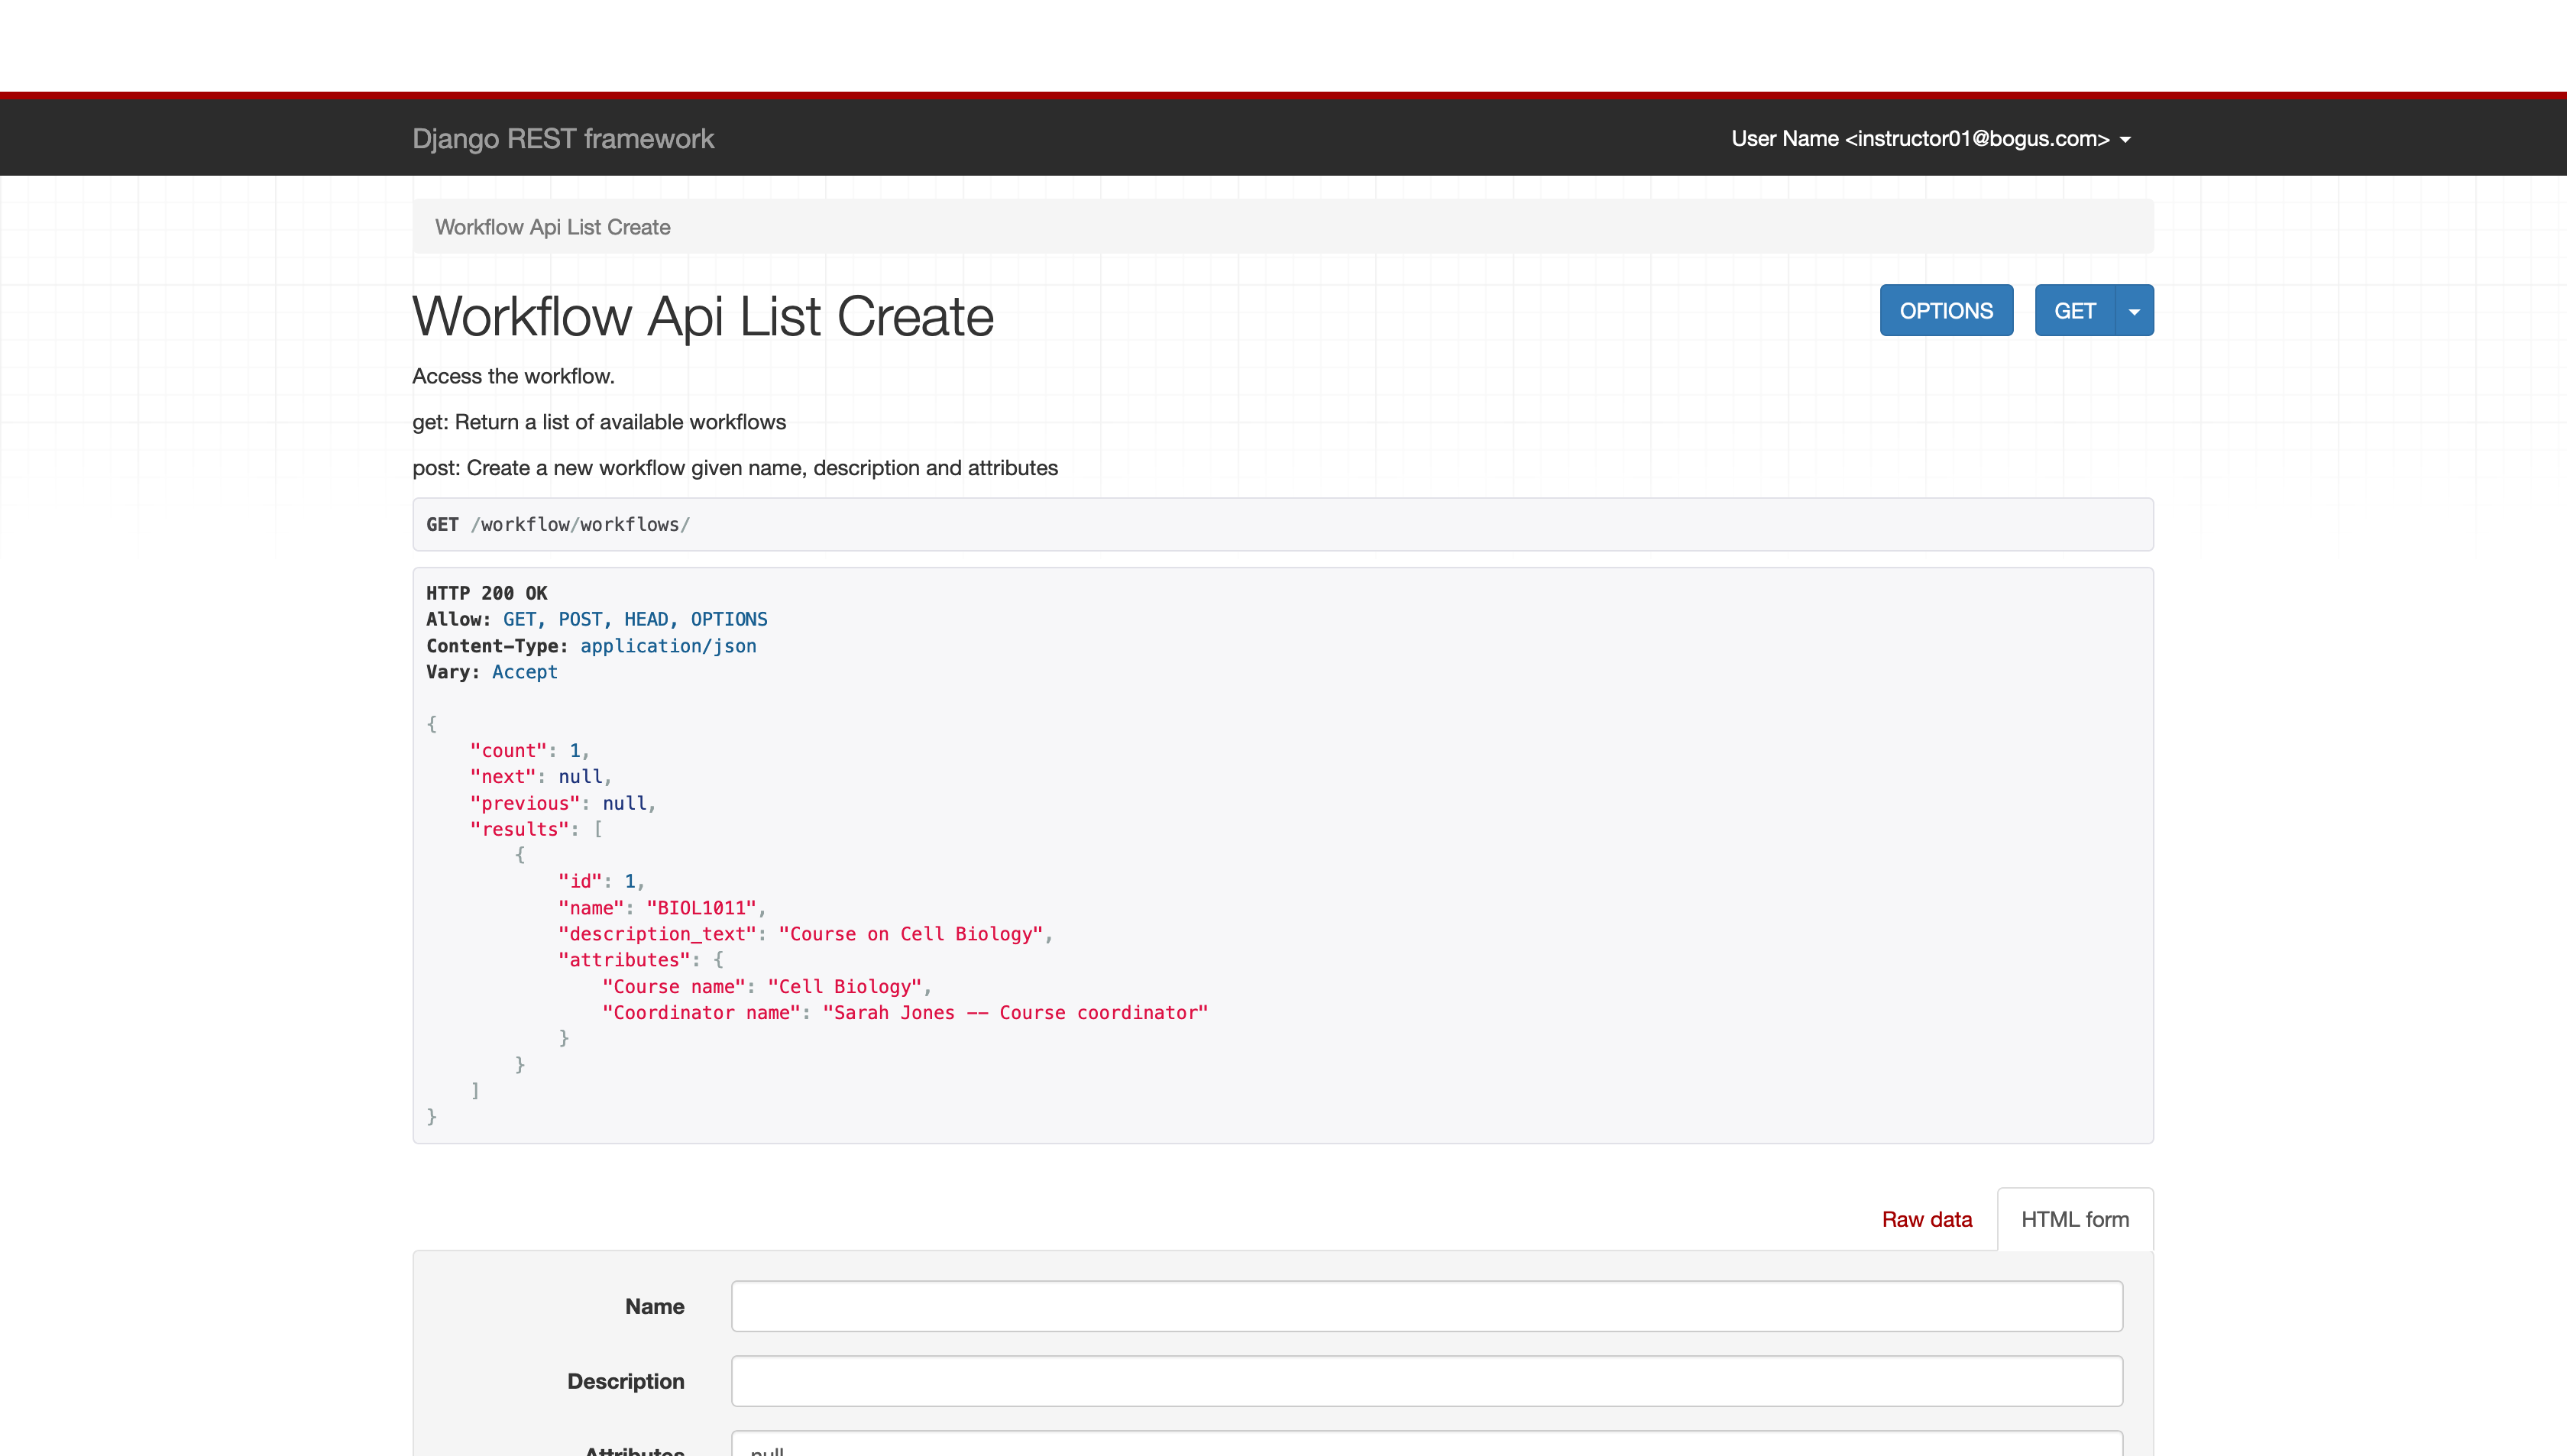 Django REST framework
User Name <instructor01@bogus.com>
Workflow Api List Create
Workflow Api List Create
OPTIONS
GET
Access the workflow.
get: Return a list of available workflows
post: Create a new workflow given name, description and attributes
GET /workflow/workflows/
HTTP 200 OK
Allow: GET, POST, HEAD, OPTIONS
Content-Type: application/json
Vary: Accept
{
"count": 1,
"next": null,
"previous": null,
"results": [
{
"id": 1,
"name": "BIOL1011",
"description_text": "Course on Cell Biology",
"attributes": {
"Course name": "Cell Biology",
"Coordinator name": "Sarah Jones -- Course coordinator"
}
}
]
}
Raw data
HTML form
Name
Description
Attributes
null